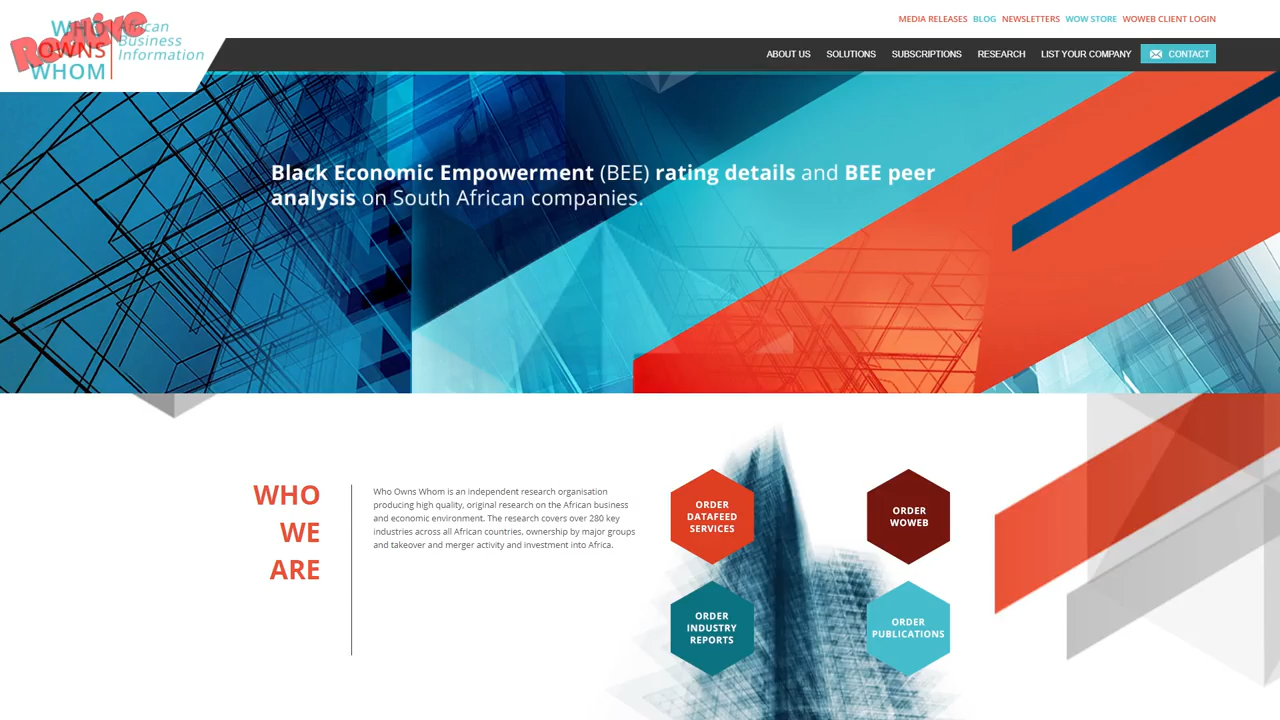 WHO
OWNS
WHOM
African
Business
Information
MEDIA RELEASES BLOG NEWSLETTERS WOW STORE WOWEB CLIENT LOGIN
ABOUT US SOLUTIONS SUBSCRIPTIONS RESEARCH LIST YOUR COMPANY CONTACT
Black Economic Empowerment (BEE) rating details and BEE peer
analysis on South African companies.
WHO
WE
ARE
Who Owns Whom is an independent research organisation
producing high quality, original research on the African business
and economic environment. The research covers over 280 key
industries across all African countries, ownership by major groups
and takeover and merger activity and investment into Africa.
ORDER
DATAFEED
SERVICES
ORDER
WOWEB
ORDER
INDUSTRY
REPORTS
ORDER
PUBLICATIONS